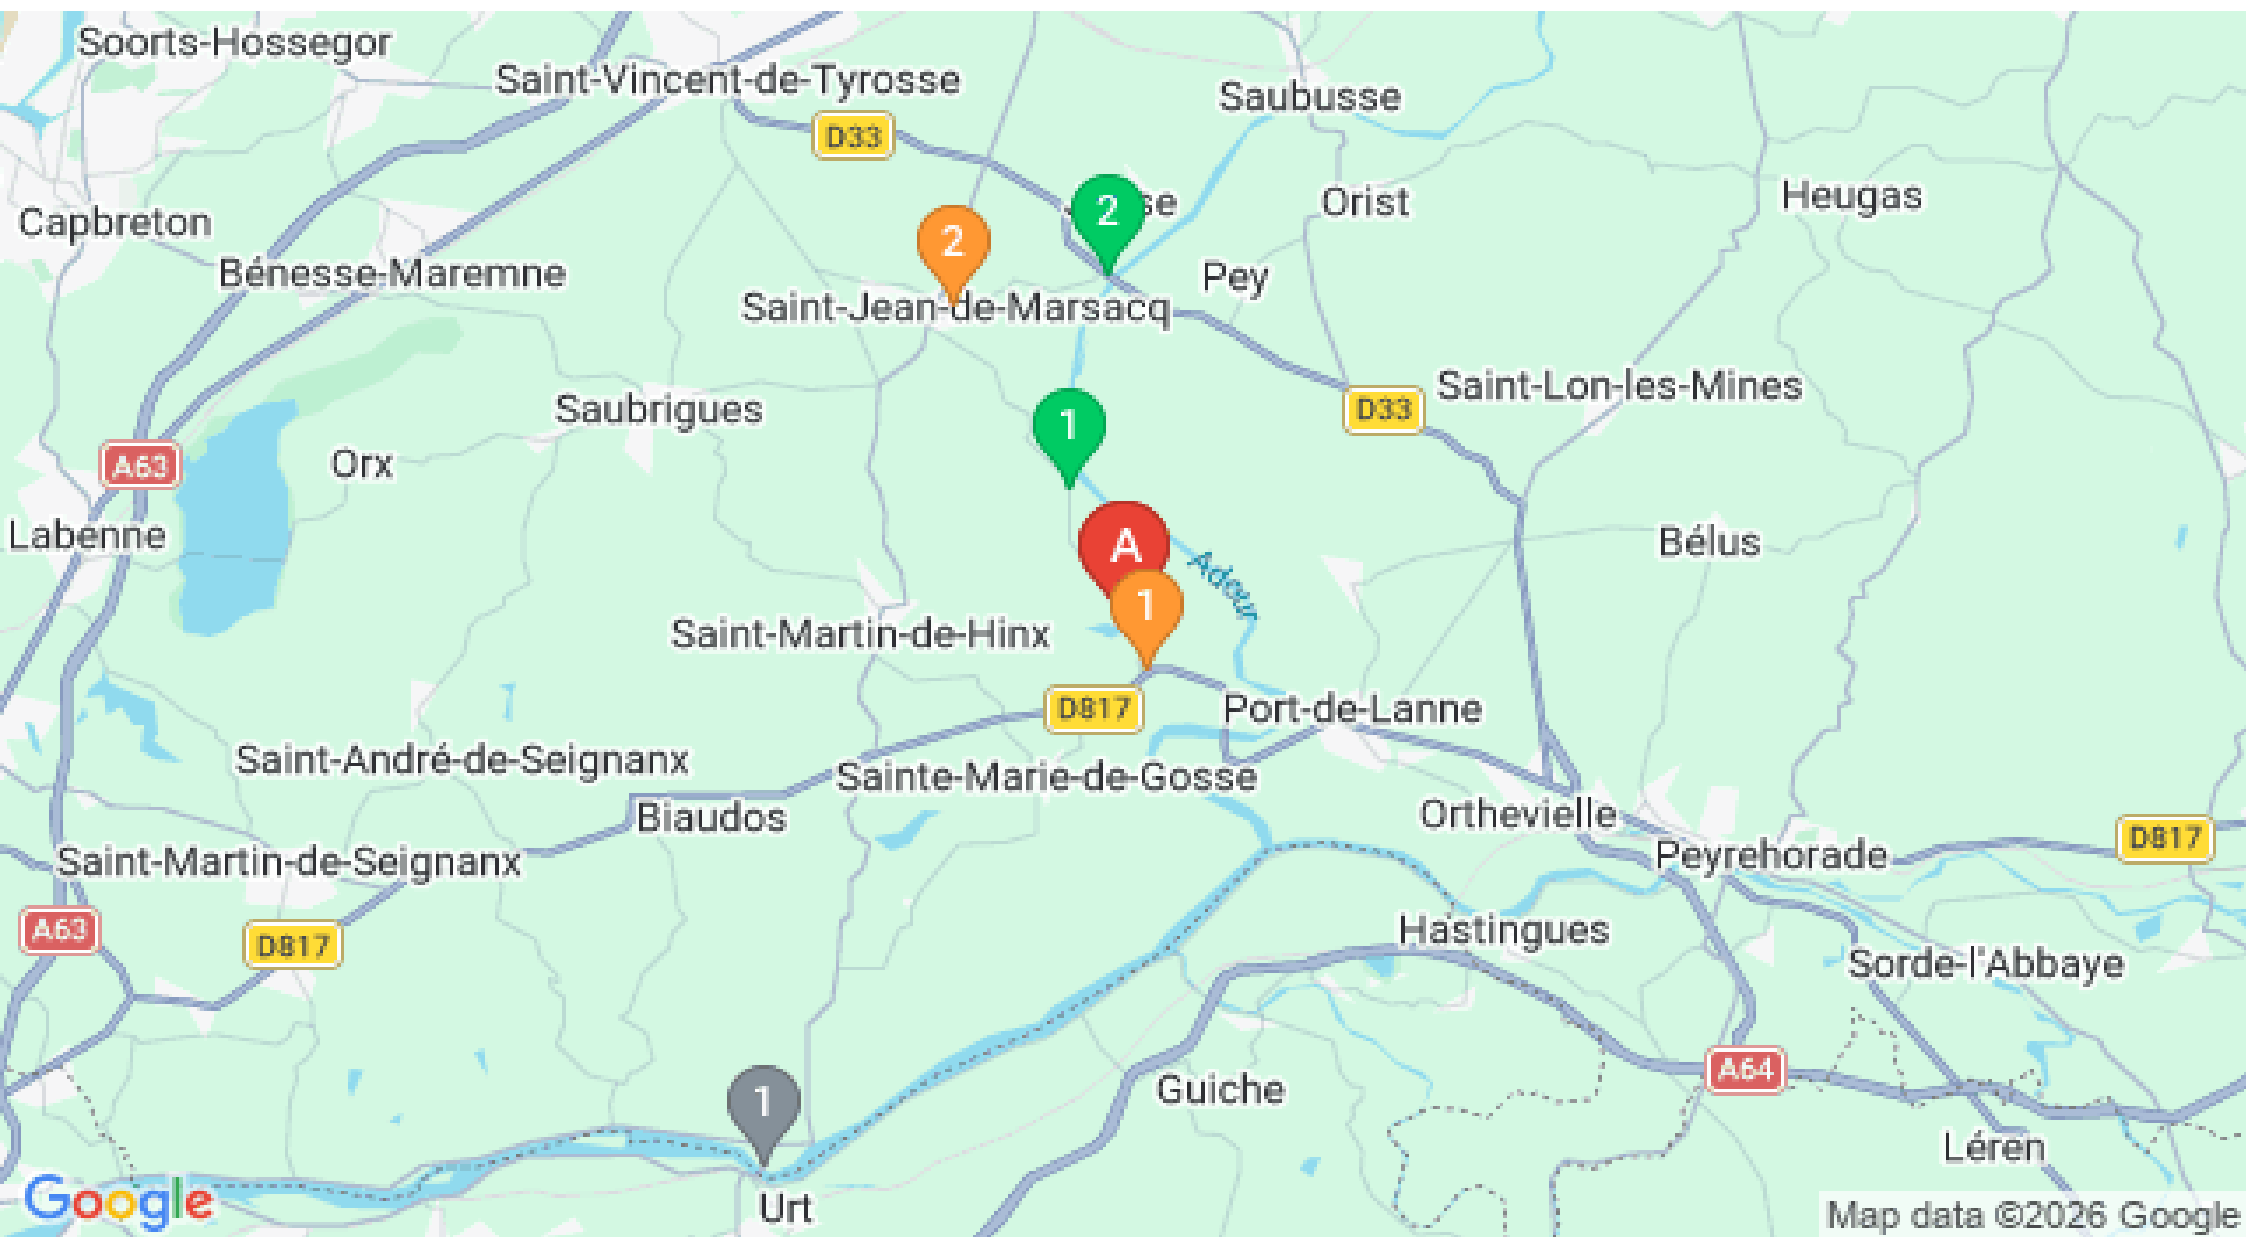 Soorts-Hossegor
Saint-Vincent-de-Tyrosse
Saubusse
D33
2
Orist
Heugas
Capbreton
2
Bénesse-Maremne
Pey
Saint-Jean-de-Marsacq
Saint-Lon-les-Mines
Saubrigues
D33
1
A63
Orx
Labenne
A
Bélus
Adour
1
Saint-Martin-de-Hinx
D817
Port-de-Lanne
Saint-André-de-Seignanx
Sainte-Marie-de-Gosse
Biaudos
Orthevielle
D817
Saint-Martin-de-Seignanx
Peyrehorade
A63
D817
Hastingues
Sorde-l'Abbaye
A64
Guiche
1
Léren
Google
Urt
Map data ©2026 Google